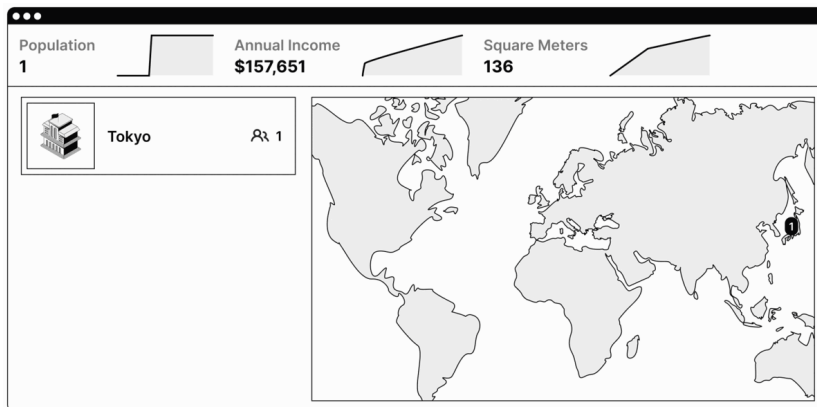 Population
1
Annual Income
$157,651
Square Meters
136
Tokyo
1
1